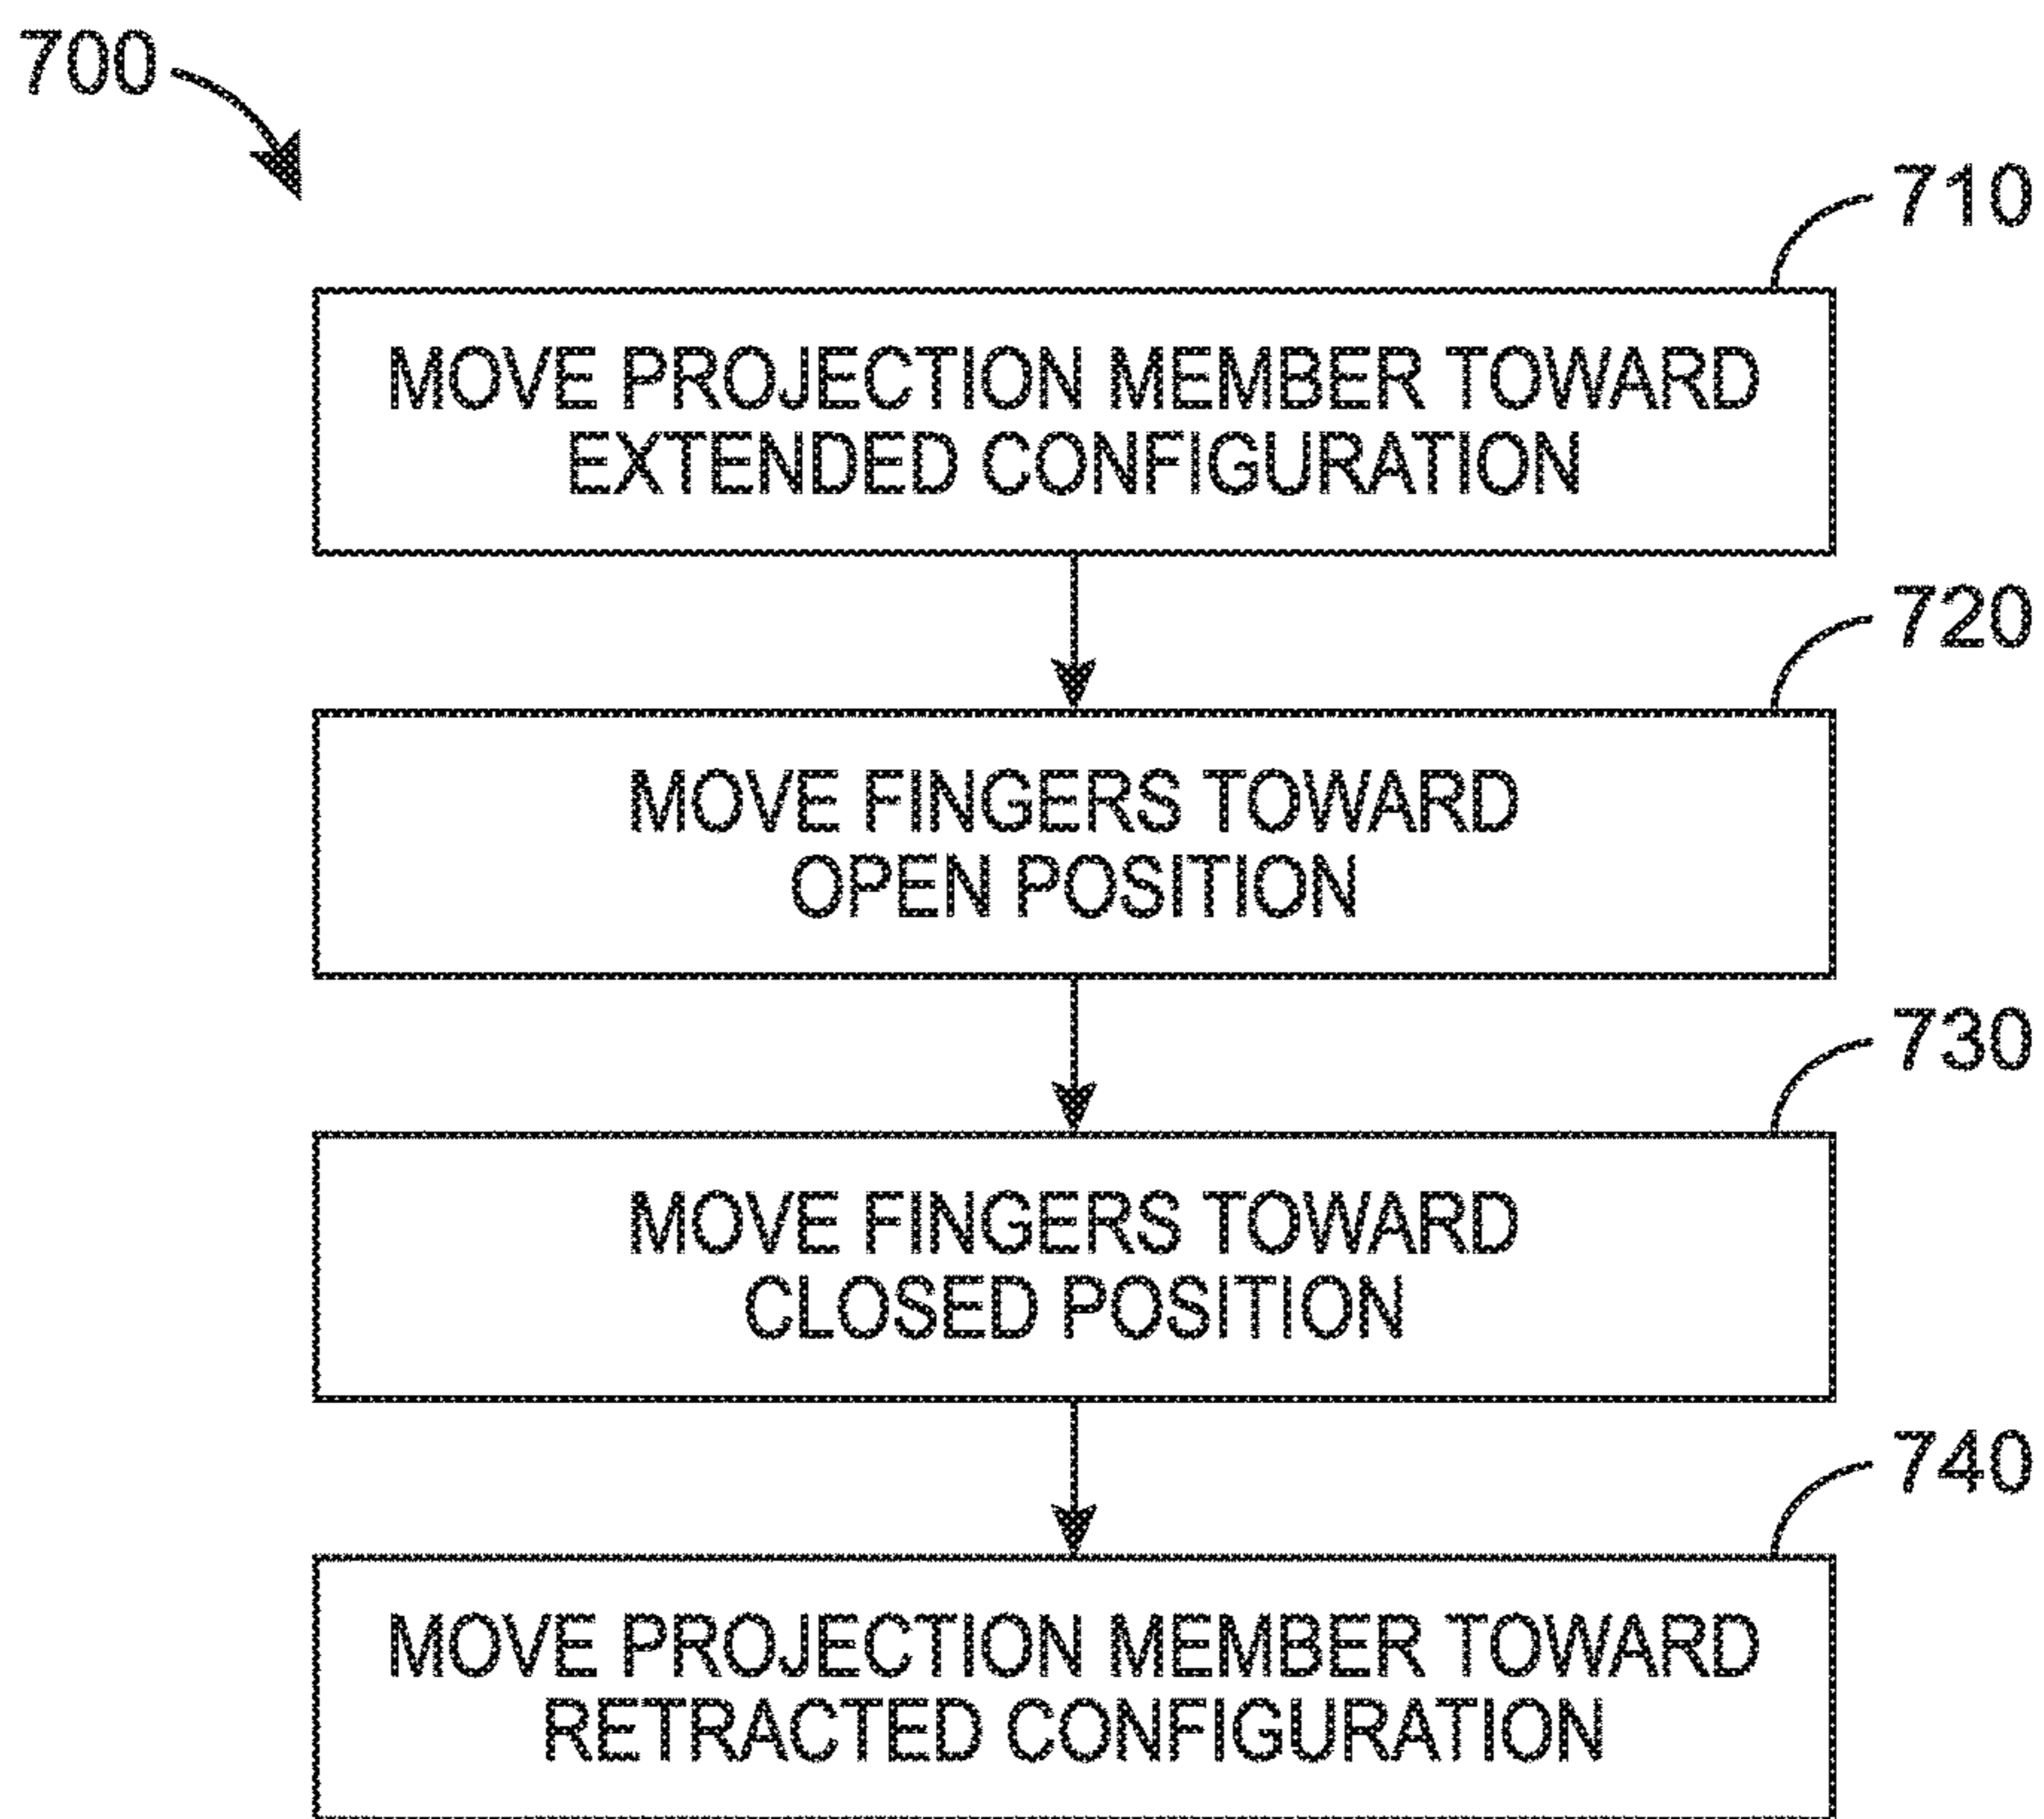 700
710
MOVE PROJECTION MEMBER TOWARD
EXTENDED CONFIGURATION
720
MOVE FINGERS TOWARD
OPEN POSITION
730
MOVE FINGERS TOWARD
CLOSED POSITION
740
MOVE PROJECTION MEMBER TOWARD
RETRACTED CONFIGURATION